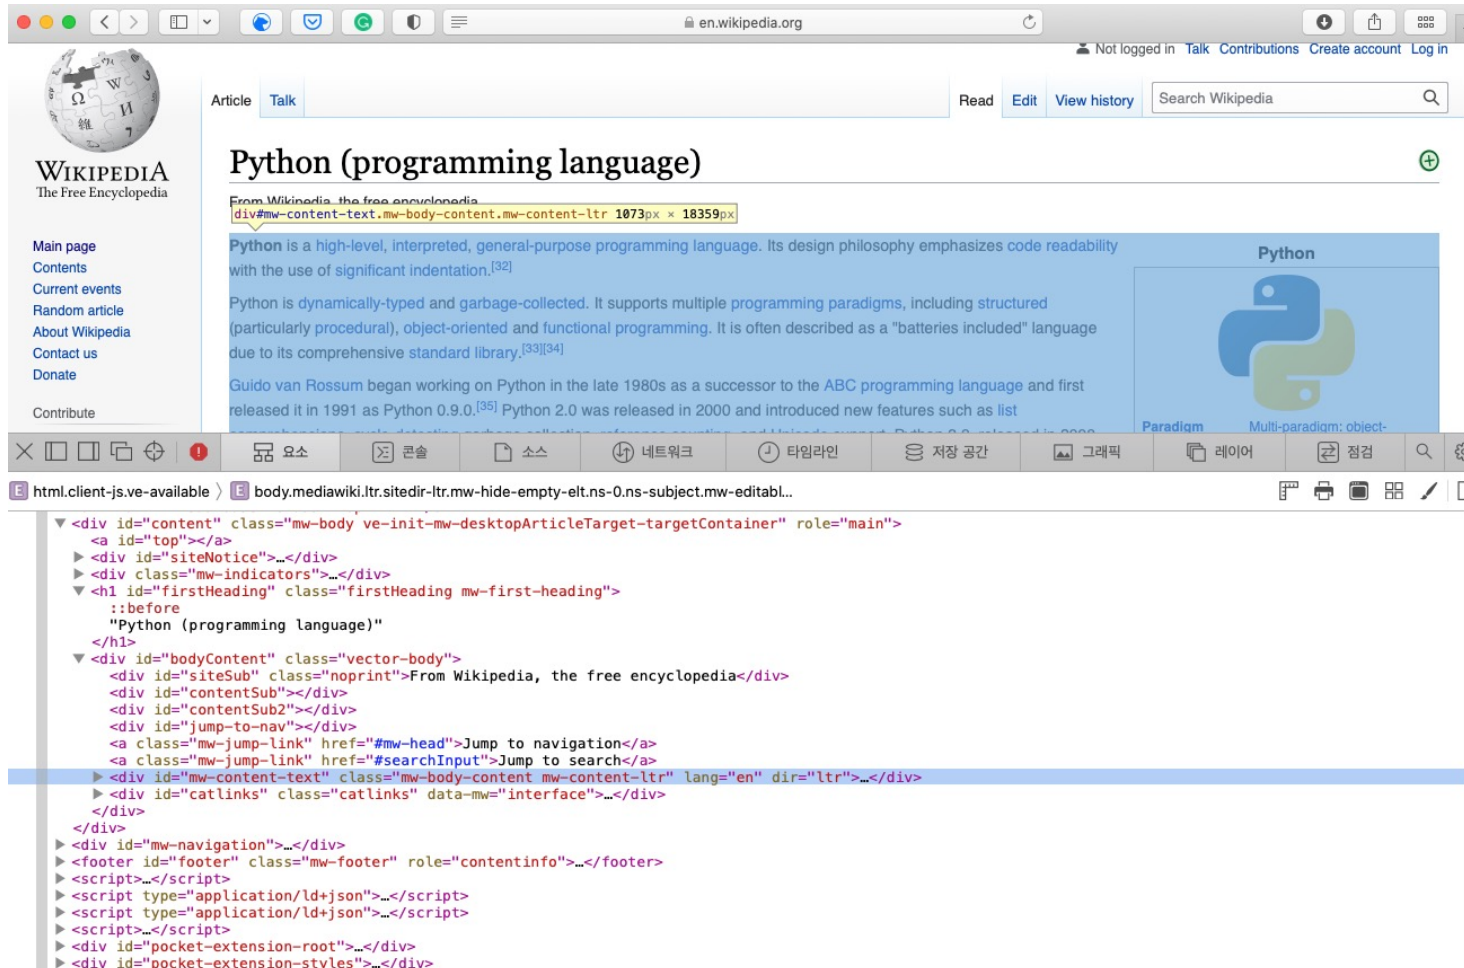 en.wikipedia.org
Not logged in Talk Contributions Create account Log in
Article Talk
Read Edit View history Search Wikipedia
WIKIPEDIA
The Free Encyclopedia
Python (programming language)
From Wikipedia, the free encyclopedia
div#mw-content-text.mw-body-content.mw-content-ltr 1073px × 18359px
Main page
Contents
Current events
Random article
About Wikipedia
Contact us
Donate
Contribute
Python is a high-level, interpreted, general-purpose programming language. Its design philosophy emphasizes code readability
with the use of significant indentation.[32]
Python is dynamically-typed and garbage-collected. It supports multiple programming paradigms, including structured
(particularly procedural), object-oriented and functional programming. It is often described as a "batteries included" language
due to its comprehensive standard library.[33][34]
Guido van Rossum began working on Python in the late 1980s as a successor to the ABC programming language and first
released it in 1991 as Python 0.9.0.[35] Python 2.0 was released in 2000 and introduced new features such as list
Python
Paradigm Multi-paradigm: object-
요소 콘솔 소스 네트워크 타임라인 저장 공간 그래픽 레이어 점검
E html.client-js.ve-available E body.mediawiki.ltr.sitedir-ltr.mw-hide-empty-elt.ns-0.ns-subject.mw-editabl...
<div id="content" class="mw-body ve-init-mw-desktopArticleTarget-targetContainer" role="main">
<a id="top"></a>
<div id="siteNotice">…</div>
<div class="mw-indicators">…</div>
<h1 id="firstHeading" class="firstHeading mw-first-heading">
::before
"Python (programming language)"
</h1>
<div id="bodyContent" class="vector-body">
<div id="siteSub" class="noprint">From Wikipedia, the free encyclopedia</div>
<div id="contentSub"></div>
<div id="contentSub2"></div>
<div id="jump-to-nav"></div>
<a class="mw-jump-link" href="#mw-head">Jump to navigation</a>
<a class="mw-jump-link" href="#searchInput">Jump to search</a>
<div id="mw-content-text" class="mw-body-content mw-content-ltr" lang="en" dir="ltr">…</div>
<div id="catlinks" class="catlinks" data-mw="interface">…</div>
</div>
</div>
<div id="mw-navigation">…</div>
<footer id="footer" class="mw-footer" role="contentinfo">…</footer>
<script>…</script>
<script type="application/ld+json">…</script>
<script type="application/ld+json">…</script>
<script>…</script>
<div id="pocket-extension-root">…</div>
<div id="pocket-extension-styles">…</div>